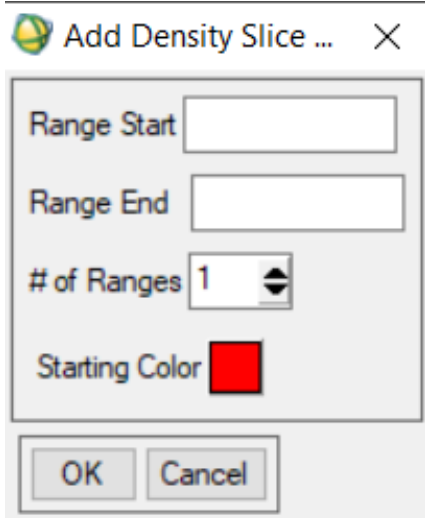 Add Density Slice ...
Range Start
Range End
# of Ranges 1
Starting Color
OK Cancel